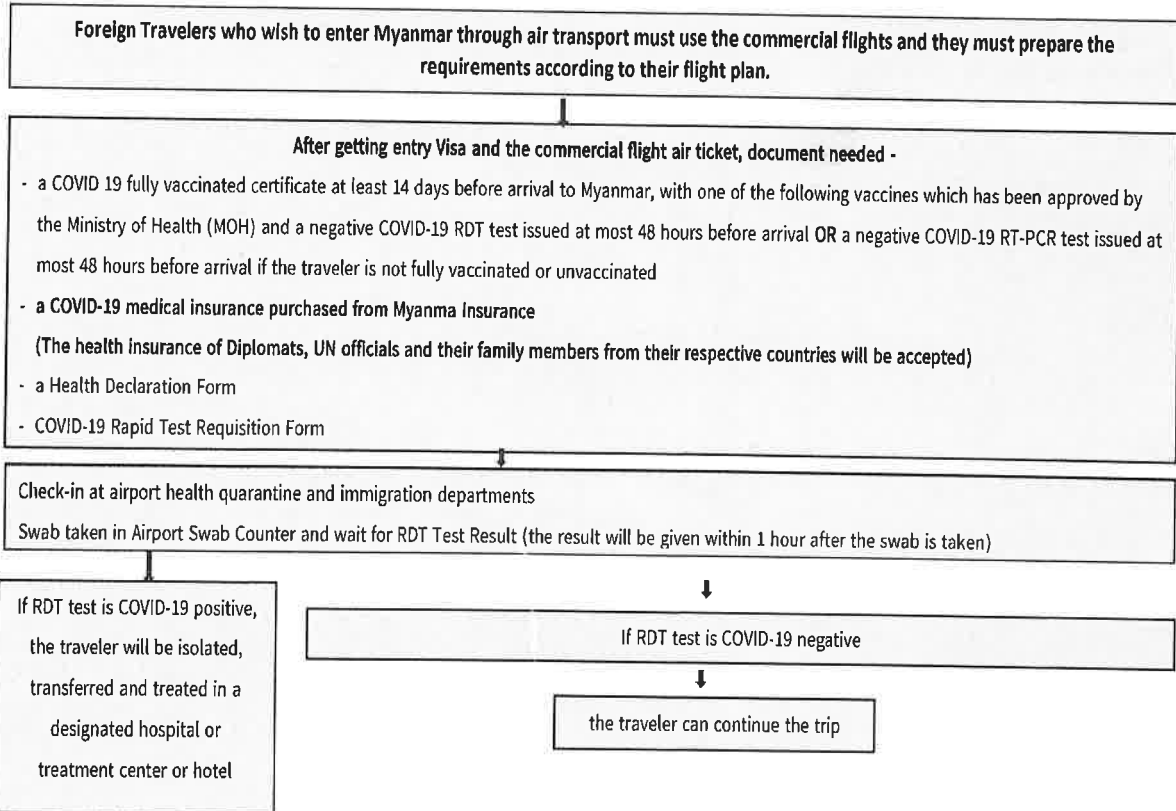 Foreign Travelers who wish to enter Myanmar through air transport must use the commercial flights and they must prepare the
requirements according to their flight plan.
After getting entry Visa and the commercial flight air ticket, document needed -
- a COVID 19 fully vaccinated certificate at least 14 days before arrival to Myanmar, with one of the following vaccines which has been approved by
the Ministry of Health (MOH) and a negative COVID-19 RDT test issued at most 48 hours before arrival OR a negative COVID-19 RT-PCR test issued at
most 48 hours before arrival if the traveler is not fully vaccinated or unvaccinated
- a COVID-19 medical insurance purchased from Myanma Insurance
(The health insurance of Diplomats, UN officials and their family members from their respective countries will be accepted)
- a Health Declaration Form
- COVID-19 Rapid Test Requisition Form
Check-in at airport health quarantine and immigration departments
Swab taken in Airport Swab Counter and wait for RDT Test Result (the result will be given within 1 hour after the swab is taken)
If RDT test is COVID-19 positive,
the traveler will be isolated,
transferred and treated in a
designated hospital or
treatment center or hotel
If RDT test is COVID-19 negative
the traveler can continue the trip